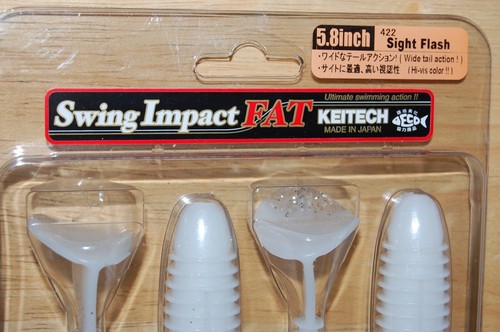 5.8inch 422 Sight Flash
・ワイドなテールアクション! ( Wide tail action ! )
・サイトに最適、高い視認性 ( Hi-vis color !! )
Ultimate swimming action !!
Swing Impact FAT KEITECH
MADE IN JAPAN
ECO